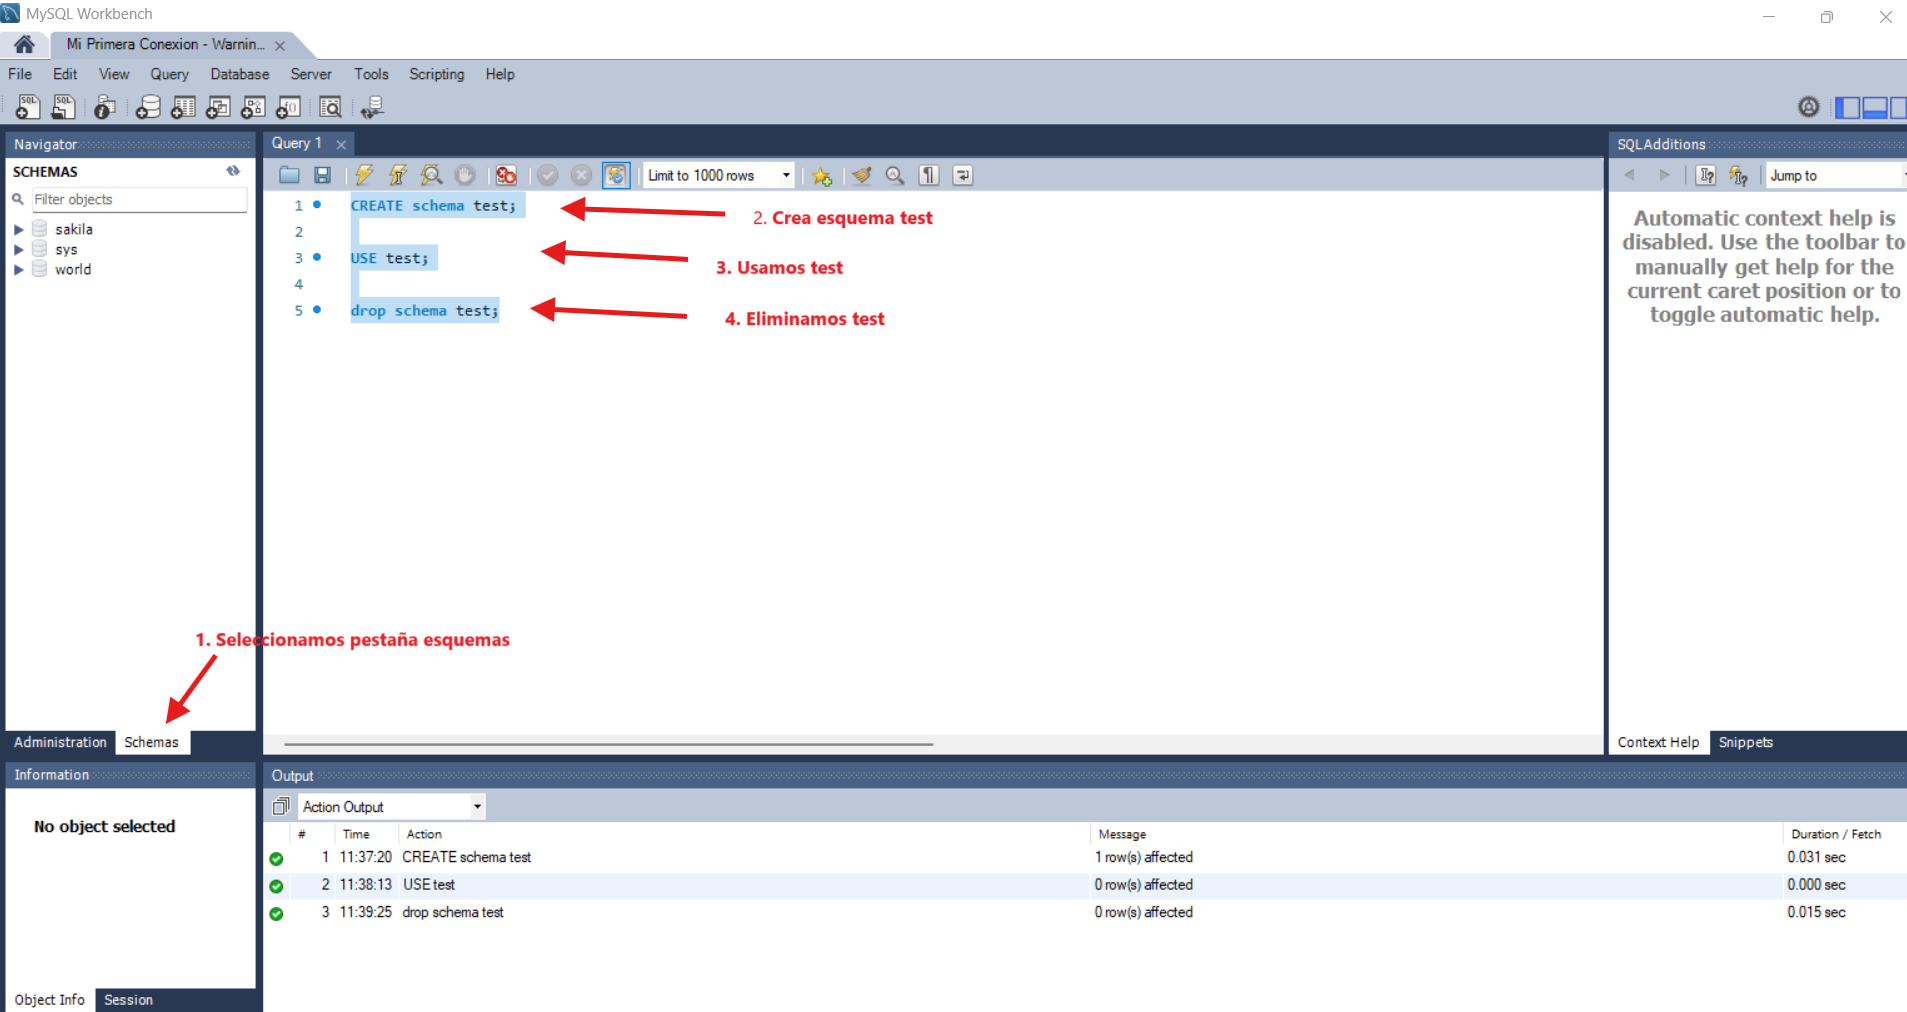 MySQL Workbench
Mi Primera Conexion - Warnin...
File Edit View Query Database Server Tools Scripting Help
Navigator
SCHEMAS
Filter objects
sakila
sys
world
1. Seleccionamos pestaña esquemas
Administration Schemas
Information
No object selected
Object Info Session
Query 1
Limit to 1000 rows
1 CREATE schema test;
2
3 USE test;
4
5 drop schema test;
2. Crea esquema test
3. Usamos test
4. Eliminamos test
Output
Action Output
# Time Action Message Duration / Fetch
1 11:37:20 CREATE schema test 1 row(s) affected 0.031 sec
2 11:38:13 USE test 0 row(s) affected 0.000 sec
3 11:39:25 drop schema test 0 row(s) affected 0.015 sec
SQLAdditions
Jump to
Automatic context help is
disabled. Use the toolbar to
manually get help for the
current caret position or to
toggle automatic help.
Context Help Snippets